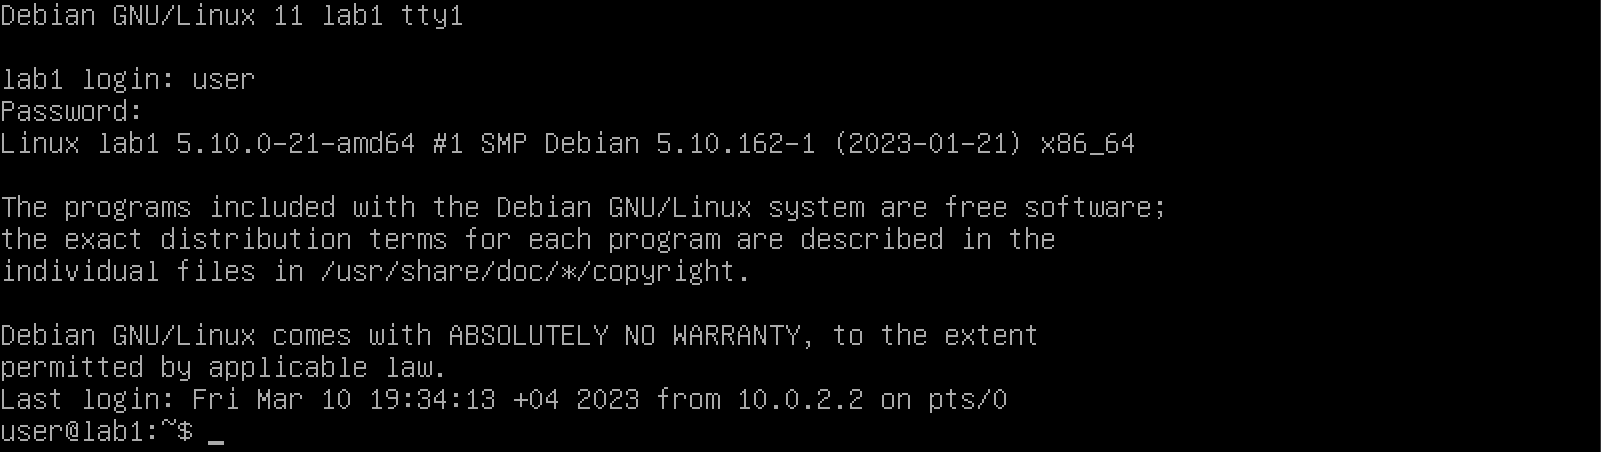 Debian GNU/Linux 11 lab1 tty1
lab1 login: user
Password:
Linux lab1 5.10.0-21-amd64 #1 SMP Debian 5.10.162-1 (2023-01-21) x86_64
The programs included with the Debian GNU/Linux system are free software;
the exact distribution terms for each program are described in the
individual files in /usr/share/doc/*/copyright.
Debian GNU/Linux comes with ABSOLUTELY NO WARRANTY, to the extent
permitted by applicable law.
Last login: Fri Mar 10 19:34:13 +04 2023 from 10.0.2.2 on pts/0
user@lab1:~$ _